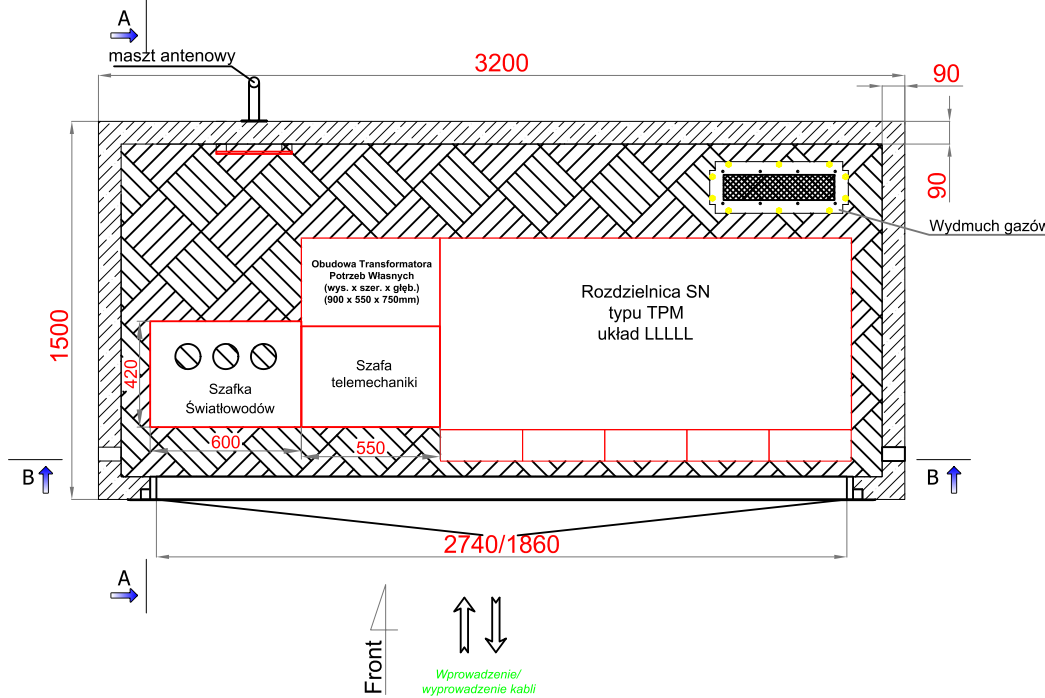 A
maszt antenowy
3200
90
90
Wydmuch gazów
1500
Obudowa Transformatora
Potrzeb Własnych
(wys. x szer. x głęb.)
(900 x 550 x 750mm)
Rozdzielnica SN
typu TPM
układ LLLLL
420
Szafka
Światłowodów
Szafa
telemechaniki
600
550
B
B
2740/1860
A
Front
Wprowadzenie/
wyprowadzenie kabli